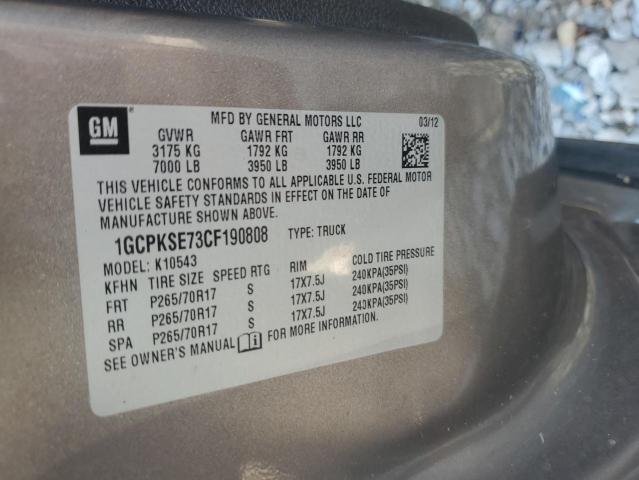 GM
MFD BY GENERAL MOTORS LLC 03/12
GVWR GAWR FRT GAWR RR
3175 KG 1792 KG 1792 KG
7000 LB 3950 LB 3950 LB
THIS VEHICLE CONFORMS TO ALL APPLICABLE U.S. FEDERAL MOTOR
VEHICLE SAFETY STANDARDS IN EFFECT ON THE DATE OF
MANUFACTURE SHOWN ABOVE.
1GCPKSE73CF190808 TYPE: TRUCK
MODEL: K10543
KFHN TIRE SIZE SPEED RTG RIM COLD TIRE PRESSURE
FRT P265/70R17 S 17X7.5J 240KPA(35PSI)
RR P265/70R17 S 17X7.5J 240KPA(35PSI)
SPA P265/70R17 S 17X7.5J 240KPA(35PSI)
SEE OWNER'S MANUAL FOR MORE INFORMATION.